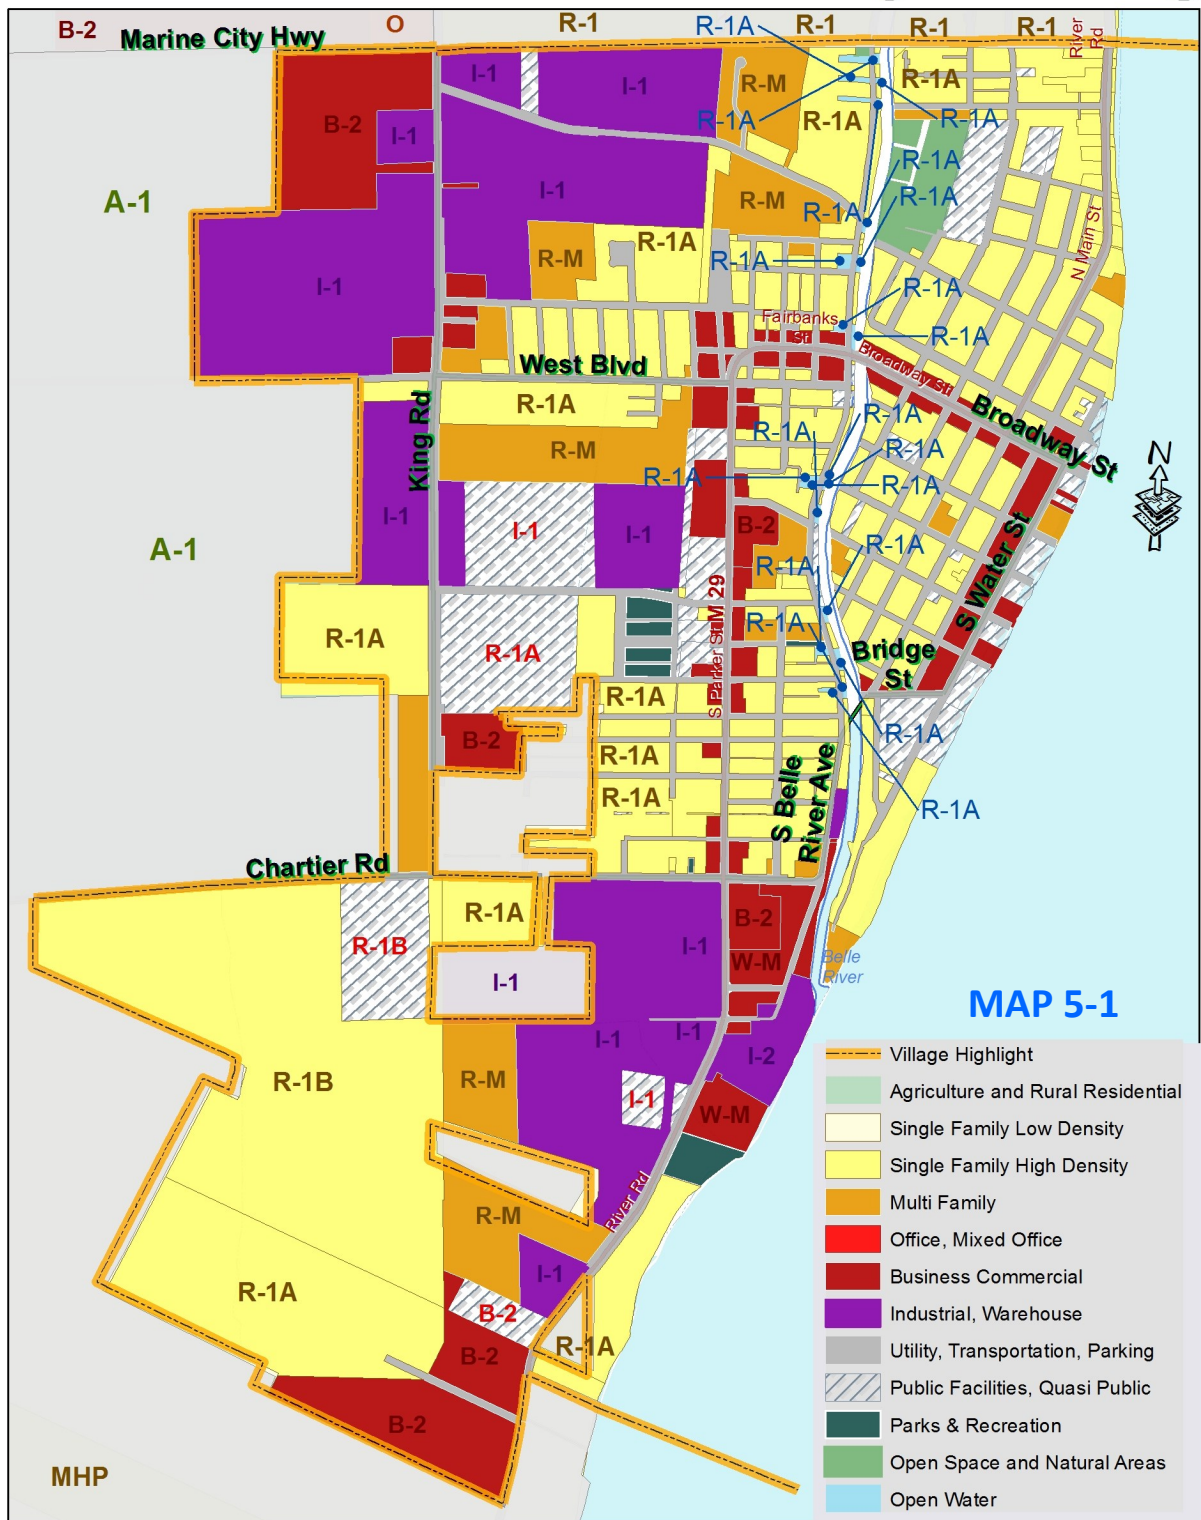 B-2
O
R-1
R-1A
R-1
R-1
R-1
River
Rd
Marine City Hwy
I-1
I-1
R-M
R-1A
R-1A
B-2
I-1
R-1A
R-1A
R-1A
A-1
I-1
R-M
R-1A
R-1A
R-1A
R-1A
N Main St
R-M
I-1
R-1A
Fairbanks
St
R-1A
Broadway St
West Blvd
R-1A
King Rd
R-M
R-1A
R-1A
R-1A
Broadway St
R-1A
R-1A
N
I-1
I-1
I-1
B-2
A-1
R-1A
R-1A
S Water St
S Parker St
M 29
R-1A
R-1A
R-1A
Bridge
St
R-1A
B-2
R-1A
R-1A
R-1A
S Belle
River Ave
R-1A
Chartier Rd
R-1A
B-2
R-1B
I-1
W-M
Belle
River
I-1
MAP 5-1
I-1
I-1
I-2
R-1B
R-M
I-1
W-M
River Rd
R-M
I-1
R-1A
B-2
R-1A
B-2
B-2
MHP
Village Highlight
Agriculture and Rural Residential
Single Family Low Density
Single Family High Density
Multi Family
Office, Mixed Office
Business Commercial
Industrial, Warehouse
Utility, Transportation, Parking
Public Facilities, Quasi Public
Parks & Recreation
Open Space and Natural Areas
Open Water